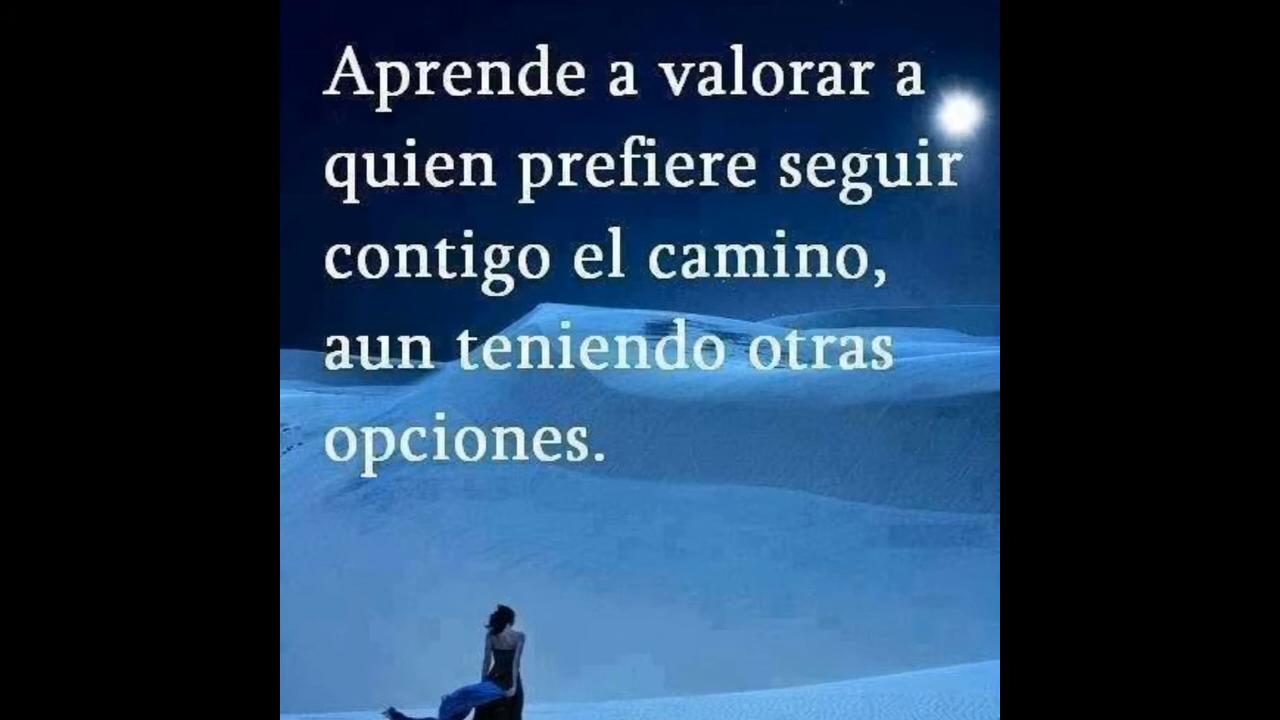 Aprende a valorar a
quien prefiere seguir
contigo el camino,
aun teniendo otras
opciones.